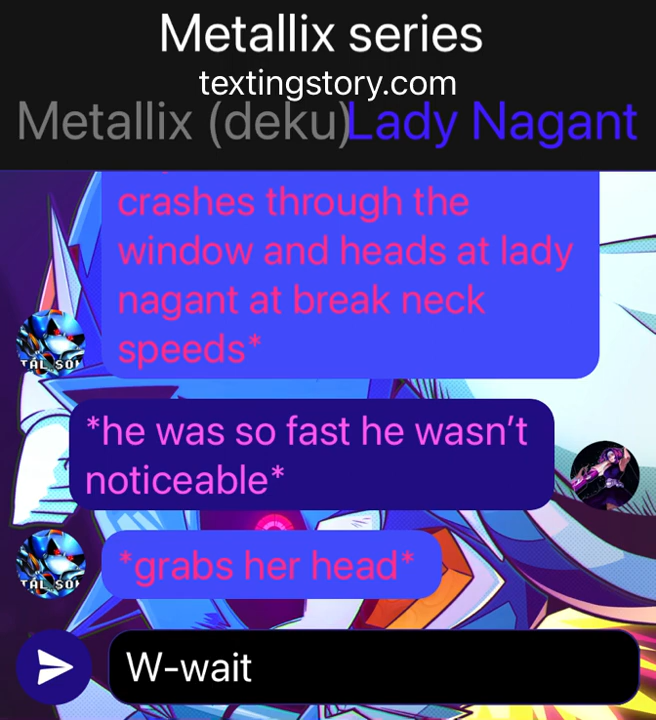 Metallix series
textingstory.com
Metallix (deku) Lady Nagant
crashes through the
window and heads at lady
nagant at break neck
speeds*
*he was so fast he wasn't
noticeable*
*grabs her head*
W-wait